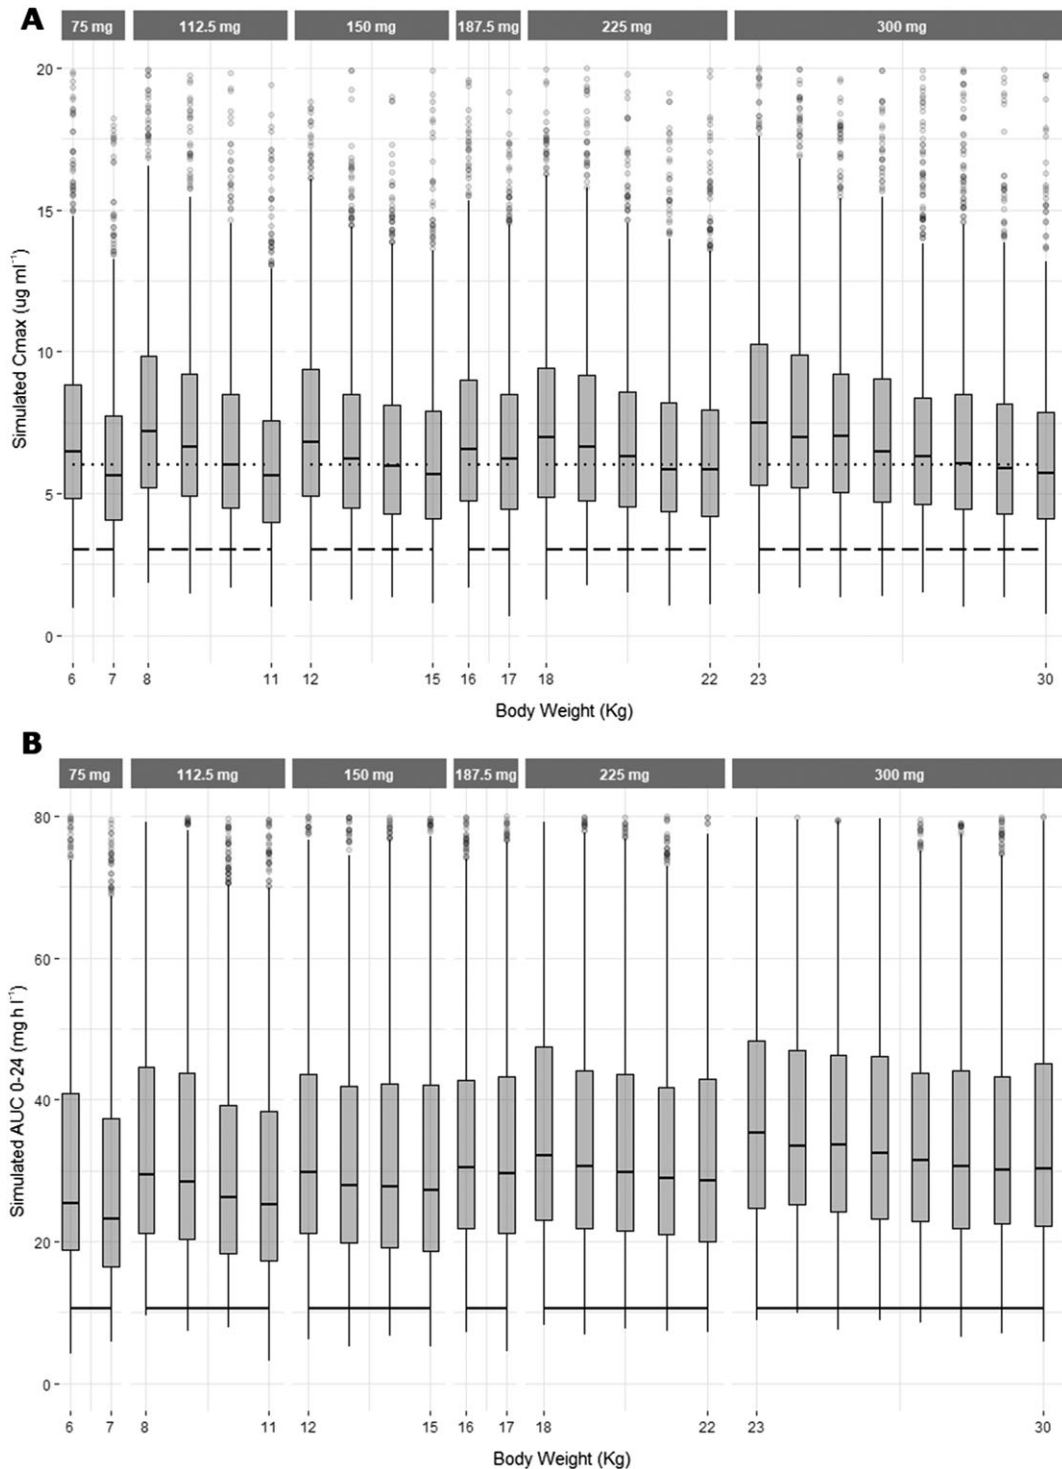 A
75 mg 112.5 mg 150 mg 187.5 mg 225 mg 300 mg
20
15
10
5
0
Simulated Cmax (ug ml⁻¹)
6 7 8 11 12 15 16 17 18 22 23 30
Body Weight (Kg)
B
75 mg 112.5 mg 150 mg 187.5 mg 225 mg 300 mg
80
60
40
20
0
Simulated AUC 0-24 (mg h l⁻¹)
6 7 8 11 12 15 16 17 18 22 23 30
Body Weight (Kg)